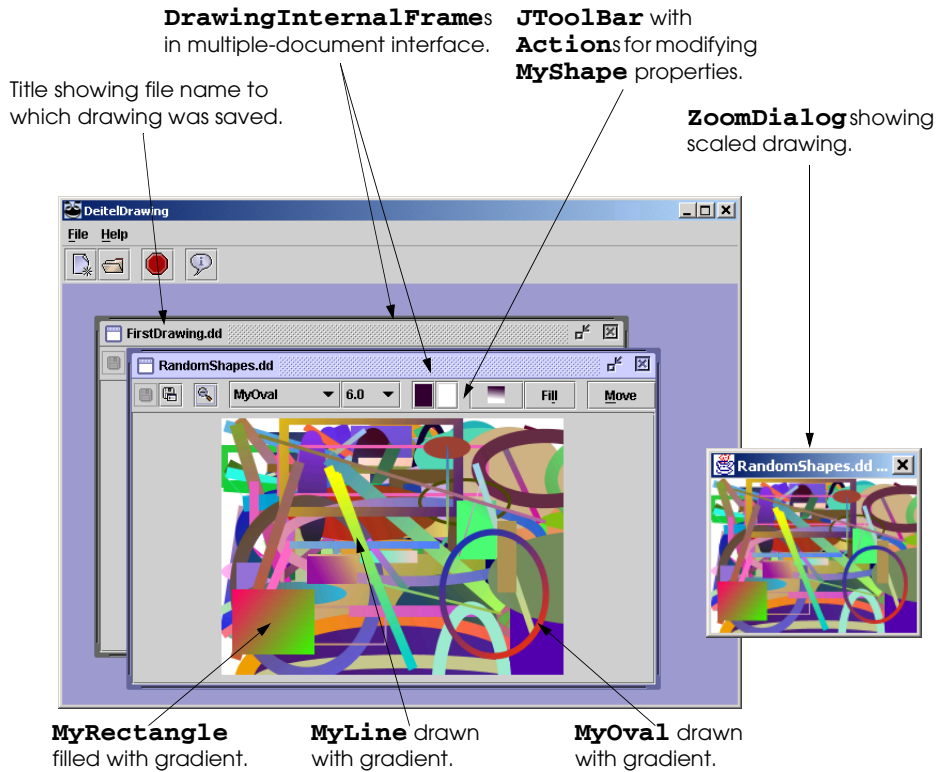 DrawingInternalFrames
in multiple-document interface.
JToolBar with
Actions for modifying
MyShape properties.
Title showing file name to
which drawing was saved.
ZoomDialog showing
scaled drawing.
DeitelDrawing
File Help
FirstDrawing.dd
RandomShapes.dd
MyOval 6.0 Fill Move
RandomShapes.dd ...
MyRectangle
filled with gradient.
MyLine drawn
with gradient.
MyOval drawn
with gradient.